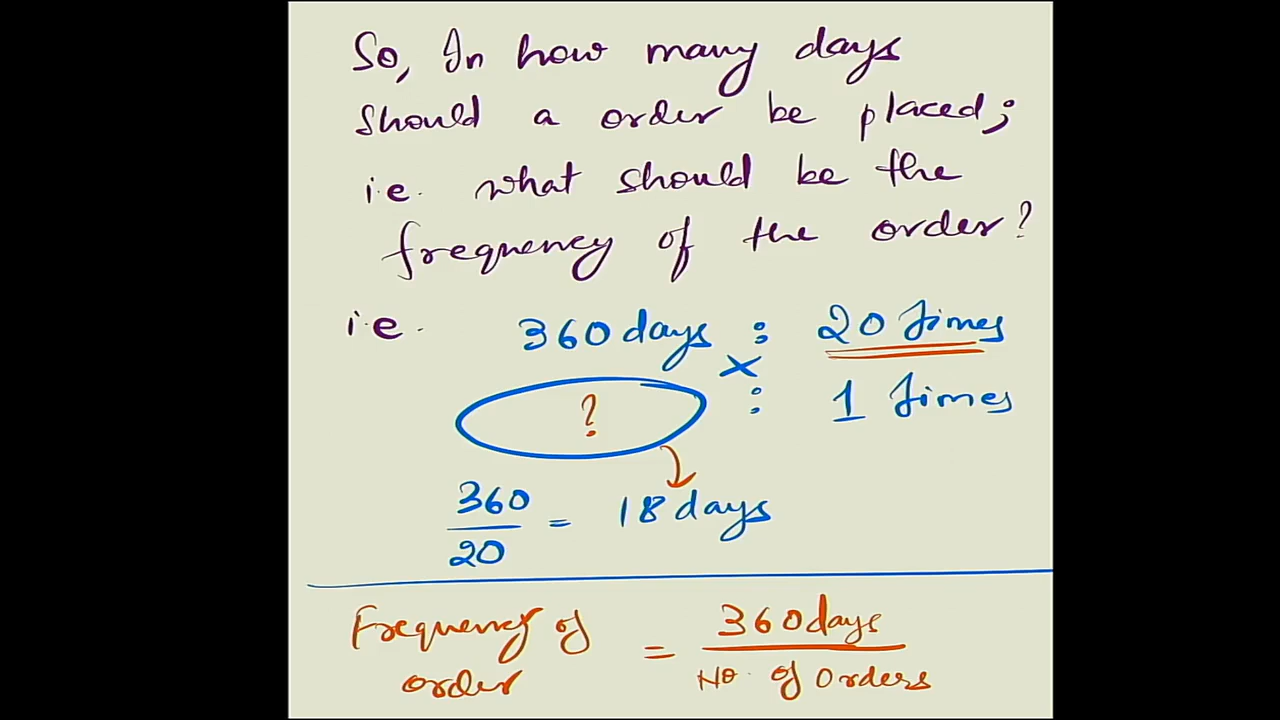 So, In how many days
should a order be placed;
i.e. what should be the
frequency of the order?
i.e. 360 days : 20 times
×
? : 1 times
360/20 = 18 days
Frequency of order = 360 days / No. of Orders